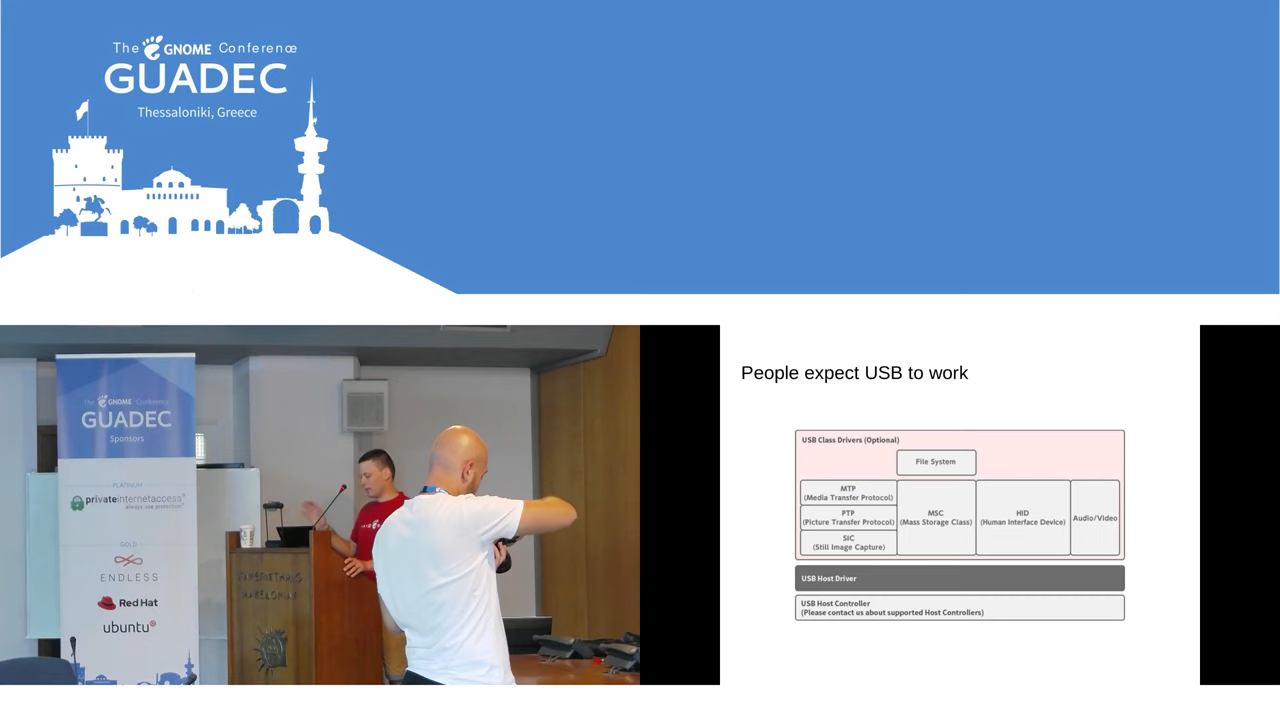 The GNOME Conference
GUADEC
Thessaloniki, Greece
The GNOME Conference
GUADEC
Sponsors
PLATINUM
privateinternetaccess®
always use protection®
GOLD
ENDLESS
Red Hat
ubuntu®
ΠΑΝΕΠΙΣΤΗΜΙΟ
ΜΑΚΕΔΟΝΙΑΣ
People expect USB to work
USB Class Drivers (Optional)
File System
MTP
(Media Transfer Protocol)
PTP
(Picture Transfer Protocol)
SIC
(Still Image Capture)
MSC
(Mass Storage Class)
HID
(Human Interface Device)
Audio/Video
USB Host Driver
USB Host Controller
(Please contact us about supported Host Controllers)